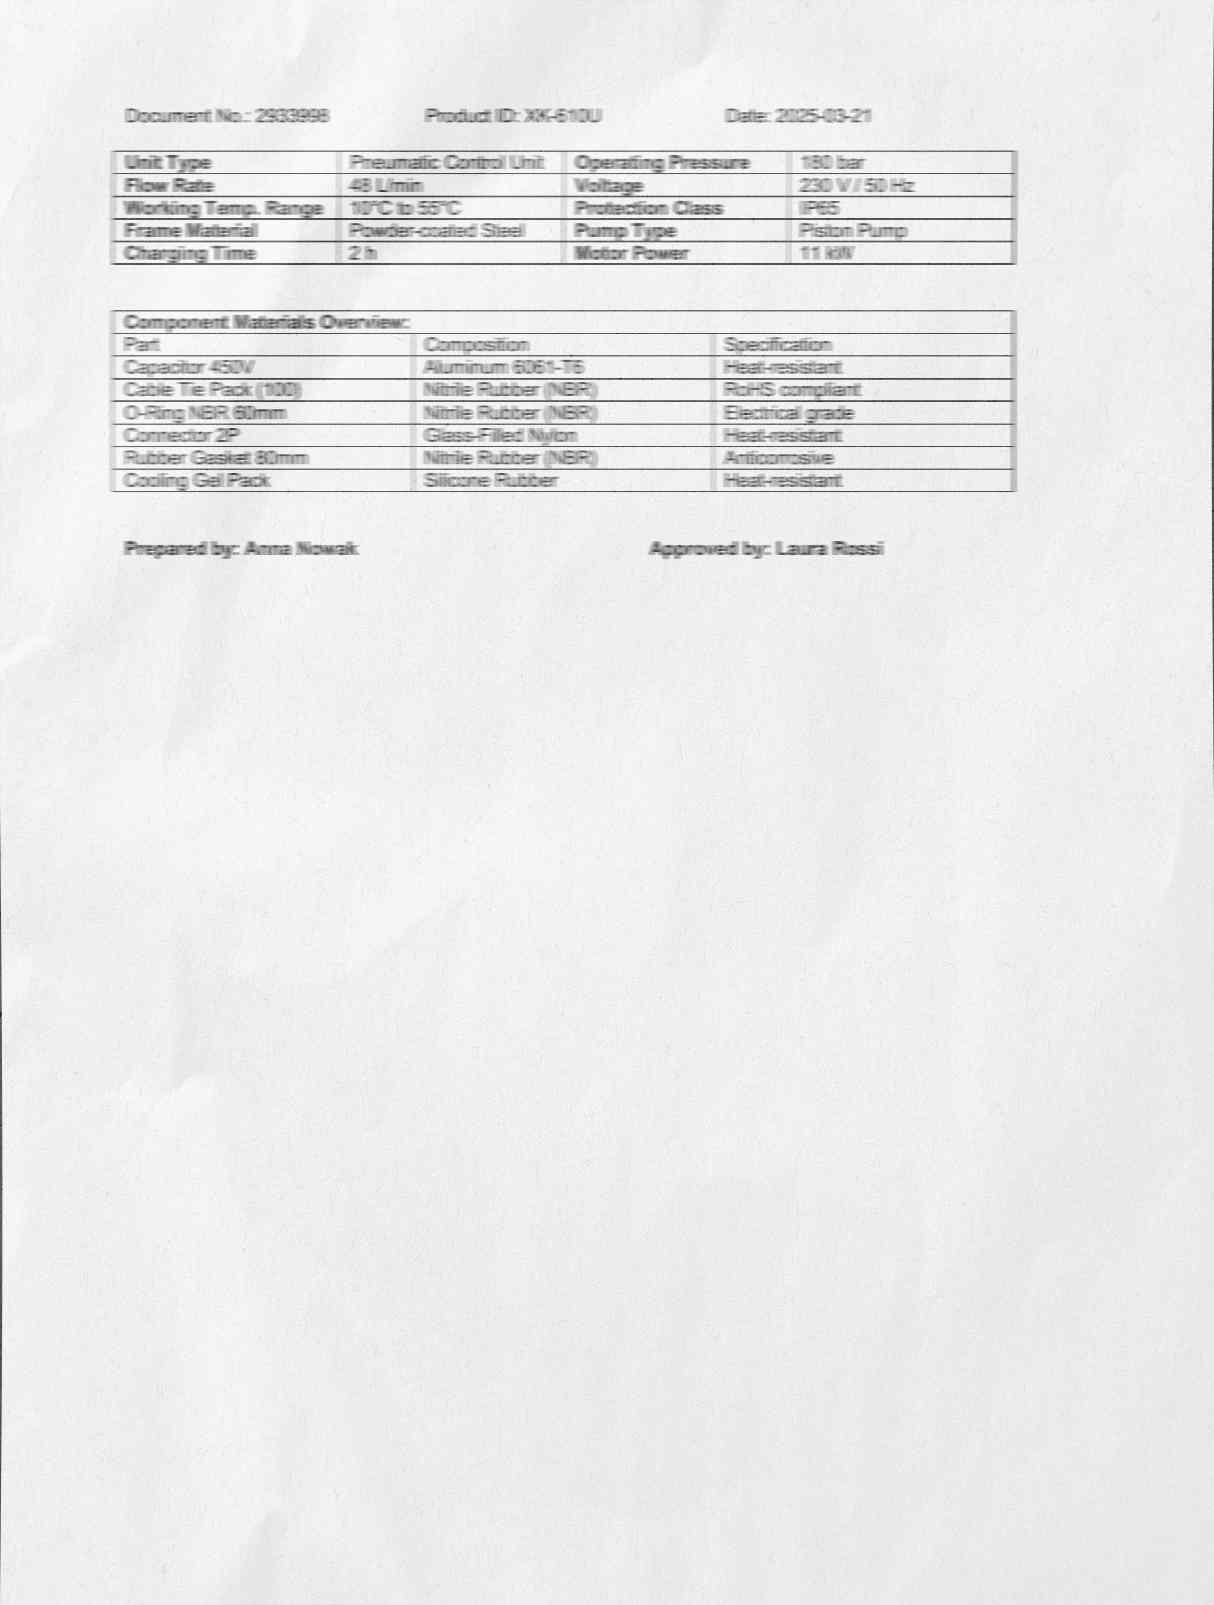 Document No.: 2933998 Product ID: XK-610U Date: 2025-03-21
Unit Type Pneumatic Control Unit Operating Pressure 180 bar
Flow Rate 48 L/min Voltage 230 V / 50 Hz
Working Temp. Range 10°C to 55°C Protection Class IP65
Frame Material Powder-coated Steel Pump Type Piston Pump
Charging Time 2 h Motor Power 11 kW
Component Materials Overview:
Part Composition Specification
Capacitor 450V Aluminum 6061-T6 Heat-resistant
Cable Tie Pack (100) Nitrile Rubber (NBR) RoHS compliant
O-Ring NBR 60mm Nitrile Rubber (NBR) Electrical grade
Connector 2P Glass-Filled Nylon Heat-resistant
Rubber Gasket 80mm Nitrile Rubber (NBR) Anticorrosive
Cooling Gel Pack Silicone Rubber Heat-resistant
Prepared by: Anna Nowak Approved by: Laura Rossi